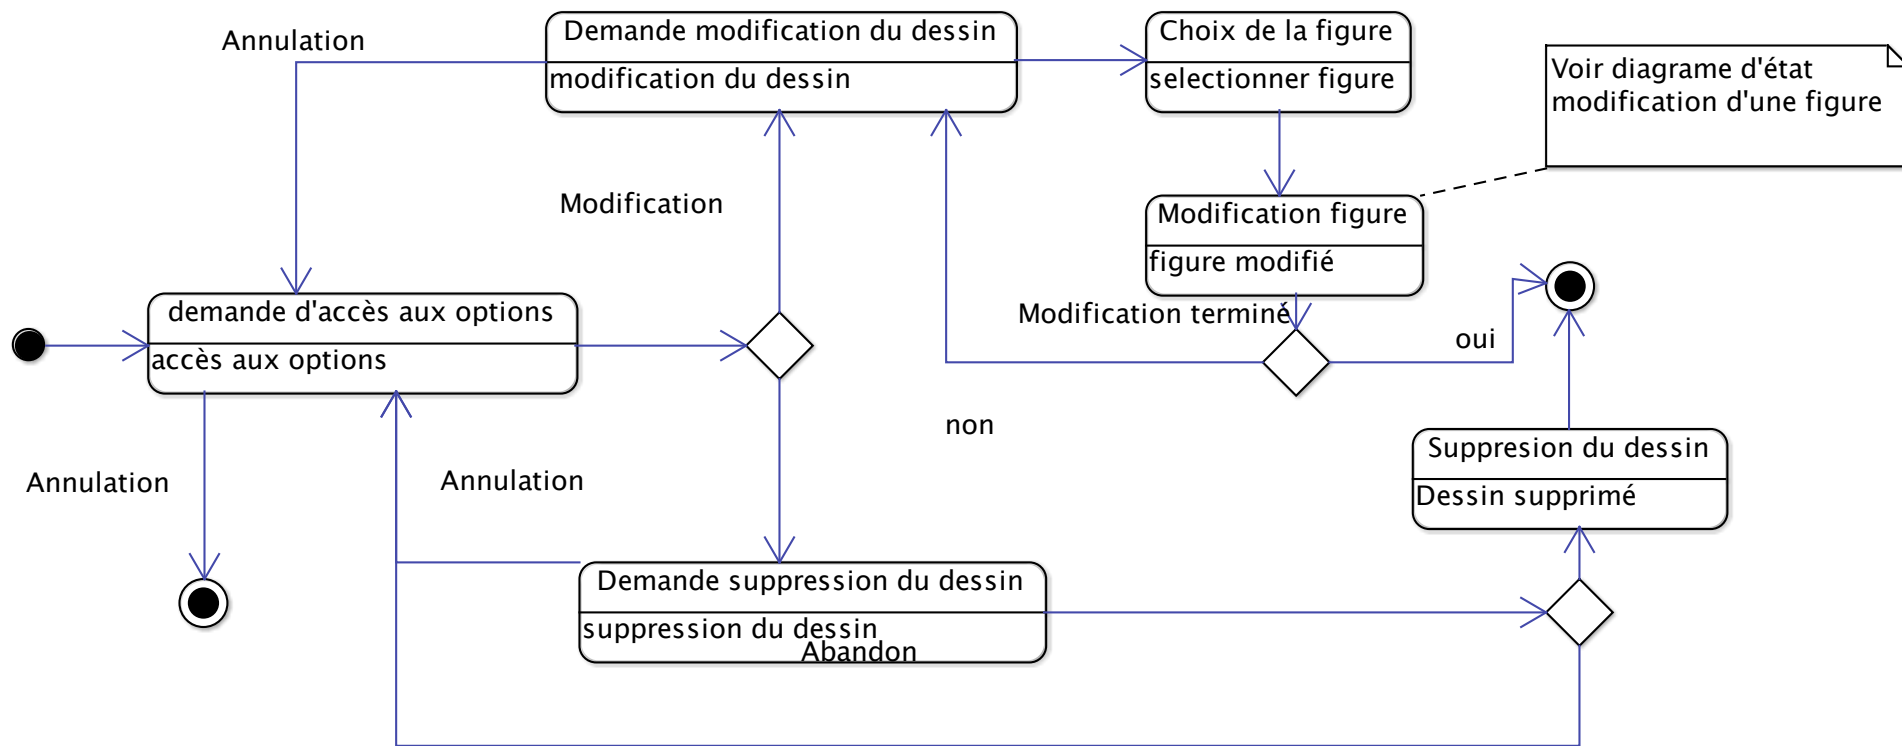 Annulation
Demande modification du dessin
modification du dessin
Choix de la figure
selectionner figure
Voir diagrame d'état
modification d'une figure
Modification
Modification figure
figure modifié
demande d'accès aux options
accès aux options
Modification terminé
oui
non
Suppresion du dessin
Dessin supprimé
Annulation
Annulation
Demande suppression du dessin
suppression du dessin
Abandon